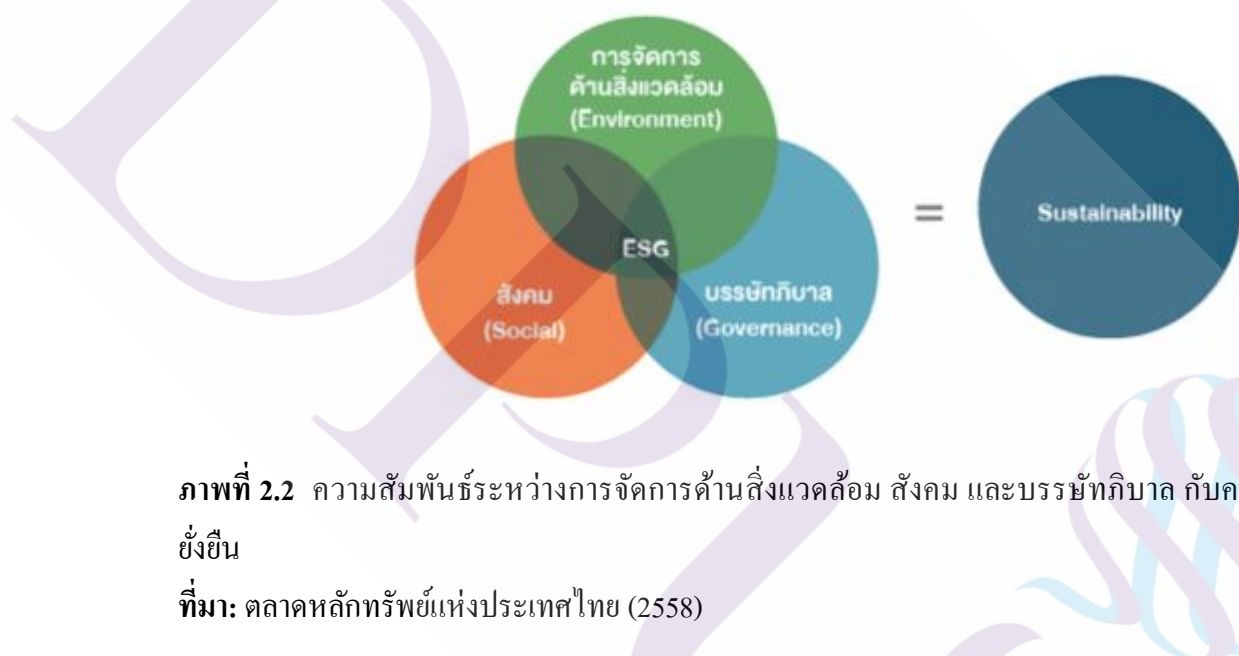 การจัดการ
ด้านสิ่งแวดล้อม
(Environment)
ESG
=
Sustainability
สังคม
(Social)
บรรษัทภิบาล
(Governance)
ภาพที่ 2.2 ความสัมพันธ์ระหว่างการจัดการด้านสิ่งแวดล้อม สังคม และบรรษัทภิบาล กับค
ยั่งยืน
ที่มา: ตลาดหลักทรัพย์แห่งประเทศไทย (2558)